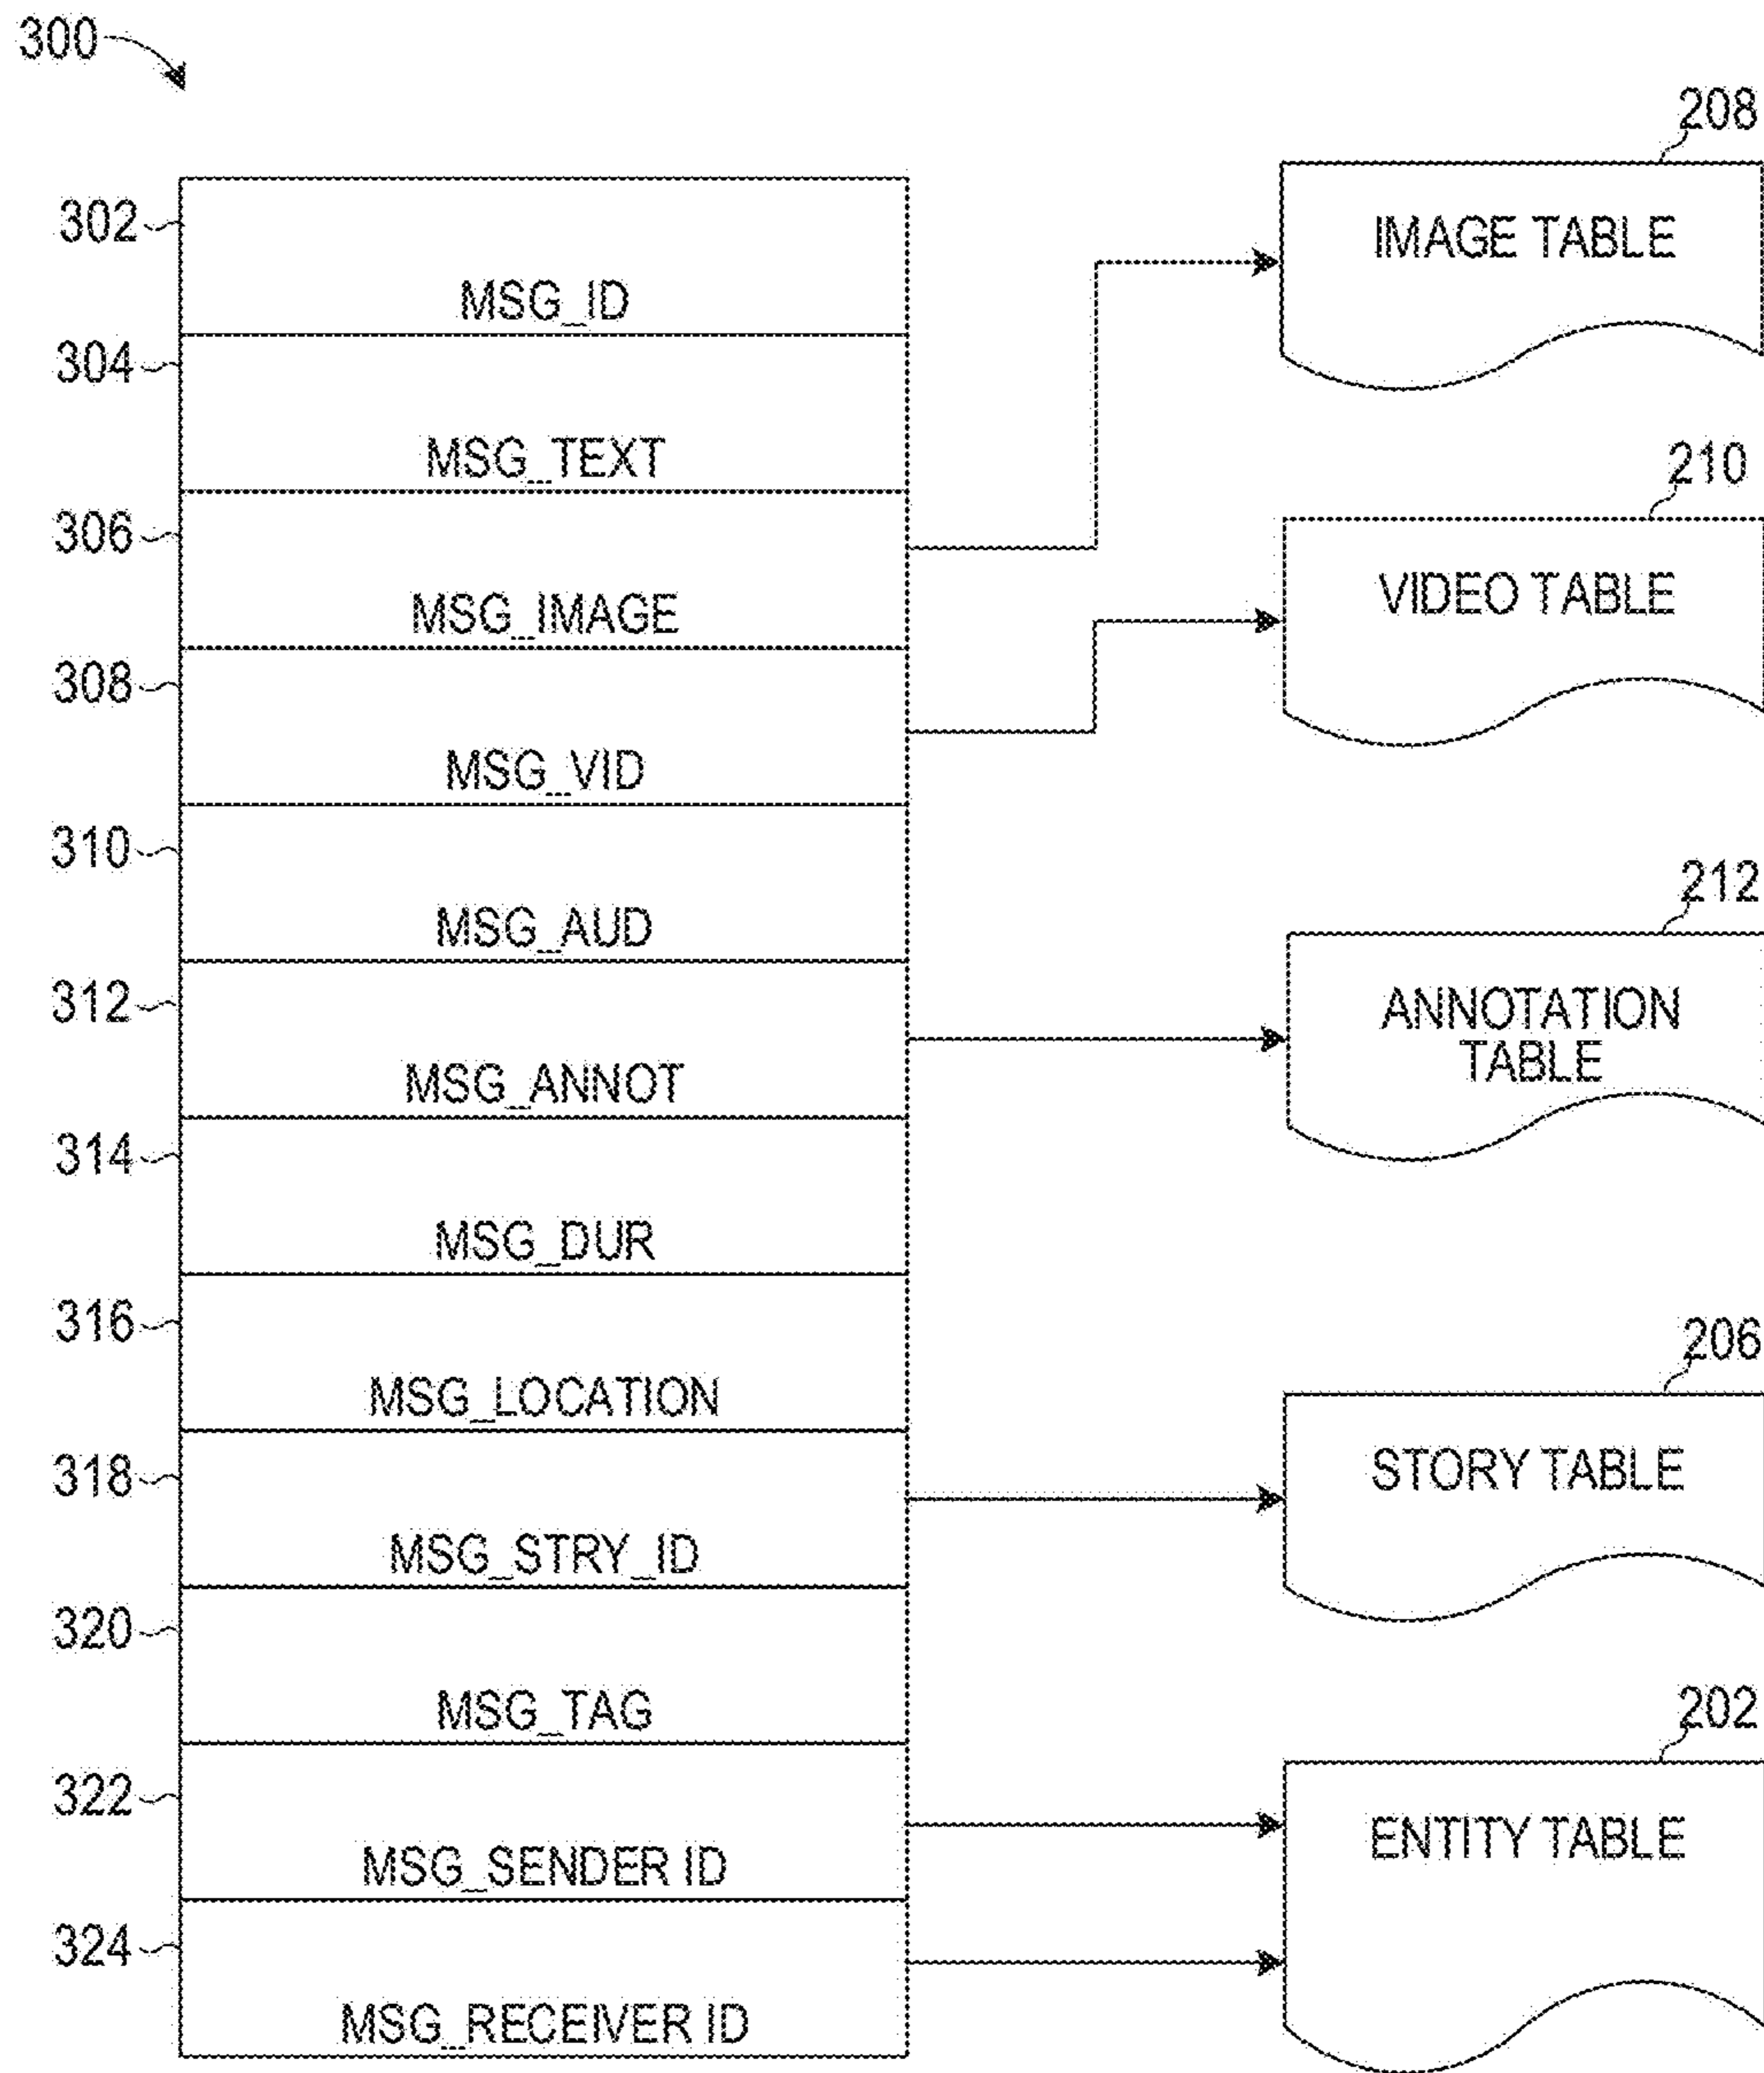 300
302
MSG_ID
304
MSG_TEXT
306
MSG_IMAGE
308
MSG_VID
310
MSG_AUD
312
MSG_ANNOT
314
MSG_DUR
316
MSG_LOCATION
318
MSG_STRY_ID
320
MSG_TAG
322
MSG_SENDER ID
324
MSG_RECEIVER ID
208
IMAGE TABLE
210
VIDEO TABLE
212
ANNOTATION
TABLE
206
STORY TABLE
202
ENTITY TABLE